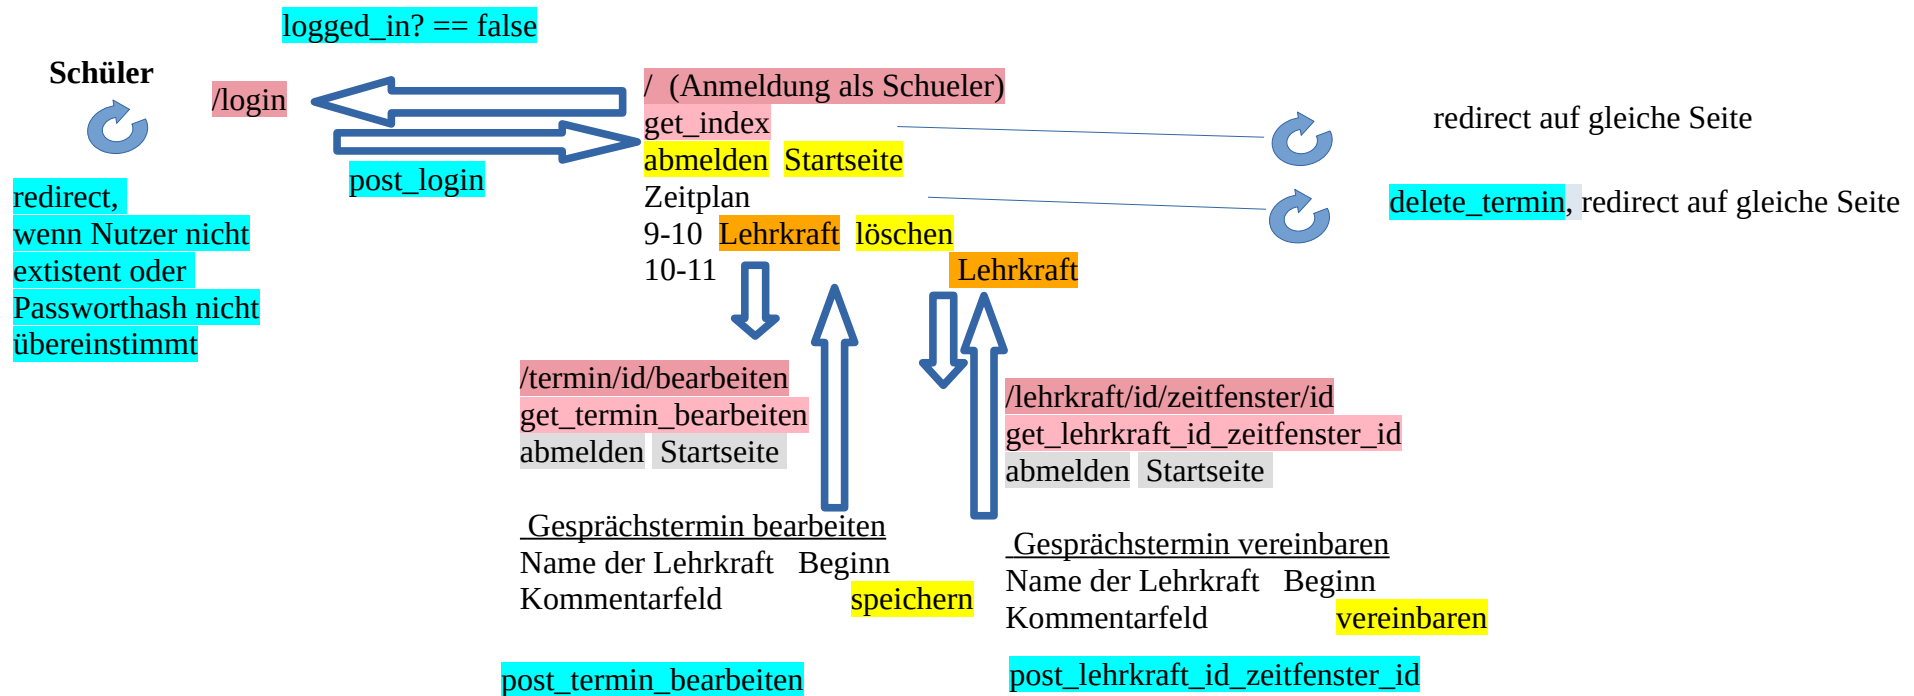 logged_in? == false
Schüler
/login
post_login
redirect,
wenn Nutzer nicht
extistent oder
Passworthash nicht
übereinstimmt
/  (Anmeldung als Schueler)
get_index
abmelden  Startseite
Zeitplan
9-10  Lehrkraft  löschen
10-11  Lehrkraft
redirect auf gleiche Seite
delete_termin, redirect auf gleiche Seite
/termin/id/bearbeiten
get_termin_bearbeiten
abmelden  Startseite
Gesprächstermin bearbeiten
Name der Lehrkraft   Beginn
Kommentarfeld  speichern
post_termin_bearbeiten
/lehrkraft/id/zeitfenster/id
get_lehrkraft_id_zeitfenster_id
abmelden  Startseite
Gesprächstermin vereinbaren
Name der Lehrkraft   Beginn
Kommentarfeld  vereinbaren
post_lehrkraft_id_zeitfenster_id